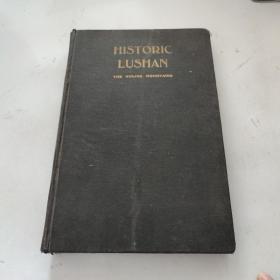 HISTORIC
LUSHAN
THE KULING MOUNTAINS